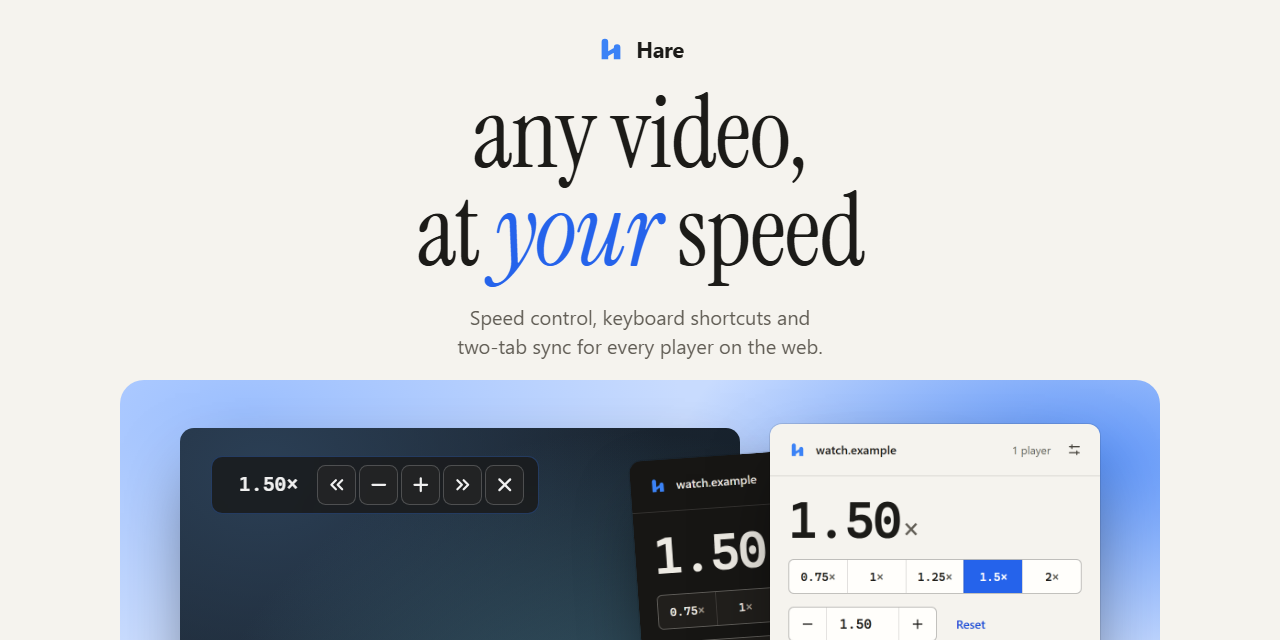 Hare
any video,
at your speed
Speed control, keyboard shortcuts and
two-tab sync for every player on the web.
1.50×
watch.example
1.50
0.75× 1×
watch.example 1 player
1.50×
0.75× 1× 1.25× 1.5× 2×
− 1.50 + Reset